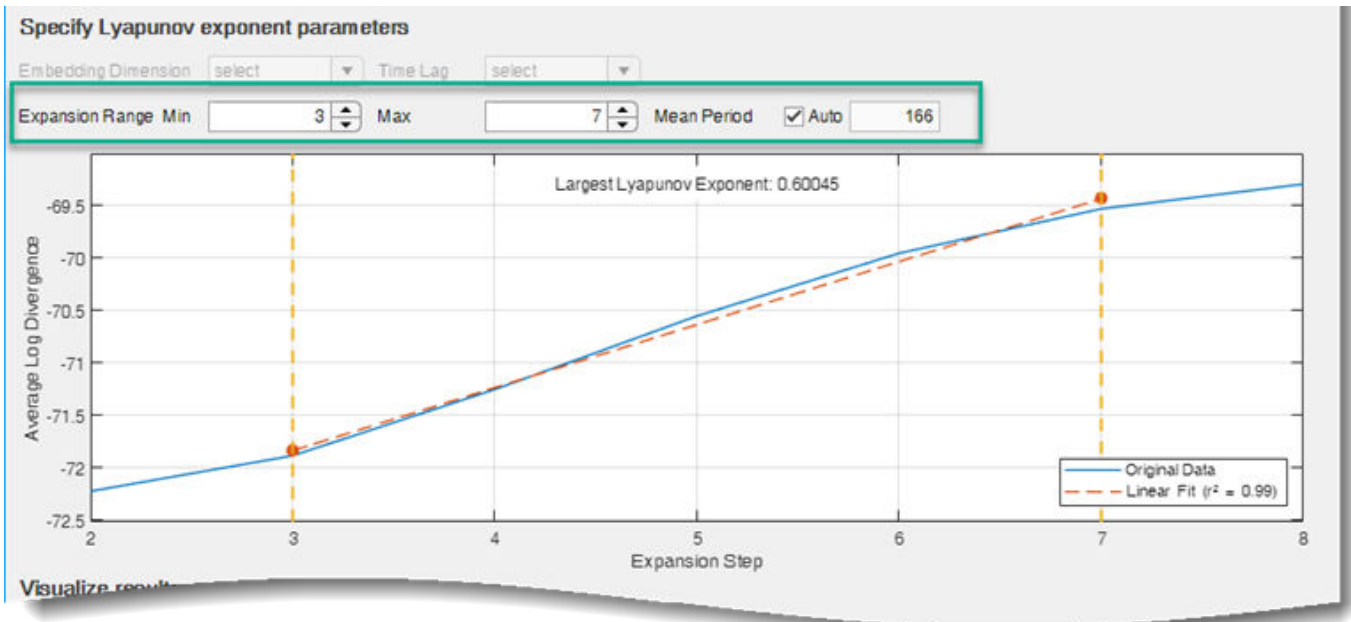 Specify Lyapunov exponent parameters
Embedding Dimension select Time Lag select
Expansion Range Min 3 Max 7 Mean Period Auto 166
Largest Lyapunov Exponent: 0.60045
Average Log Divergence
-69.5
-70
-70.5
-71
-71.5
-72
-72.5
Original Data
Linear Fit (r² = 0.99)
2 3 4 5 6 7 8
Expansion Step
Visualize results